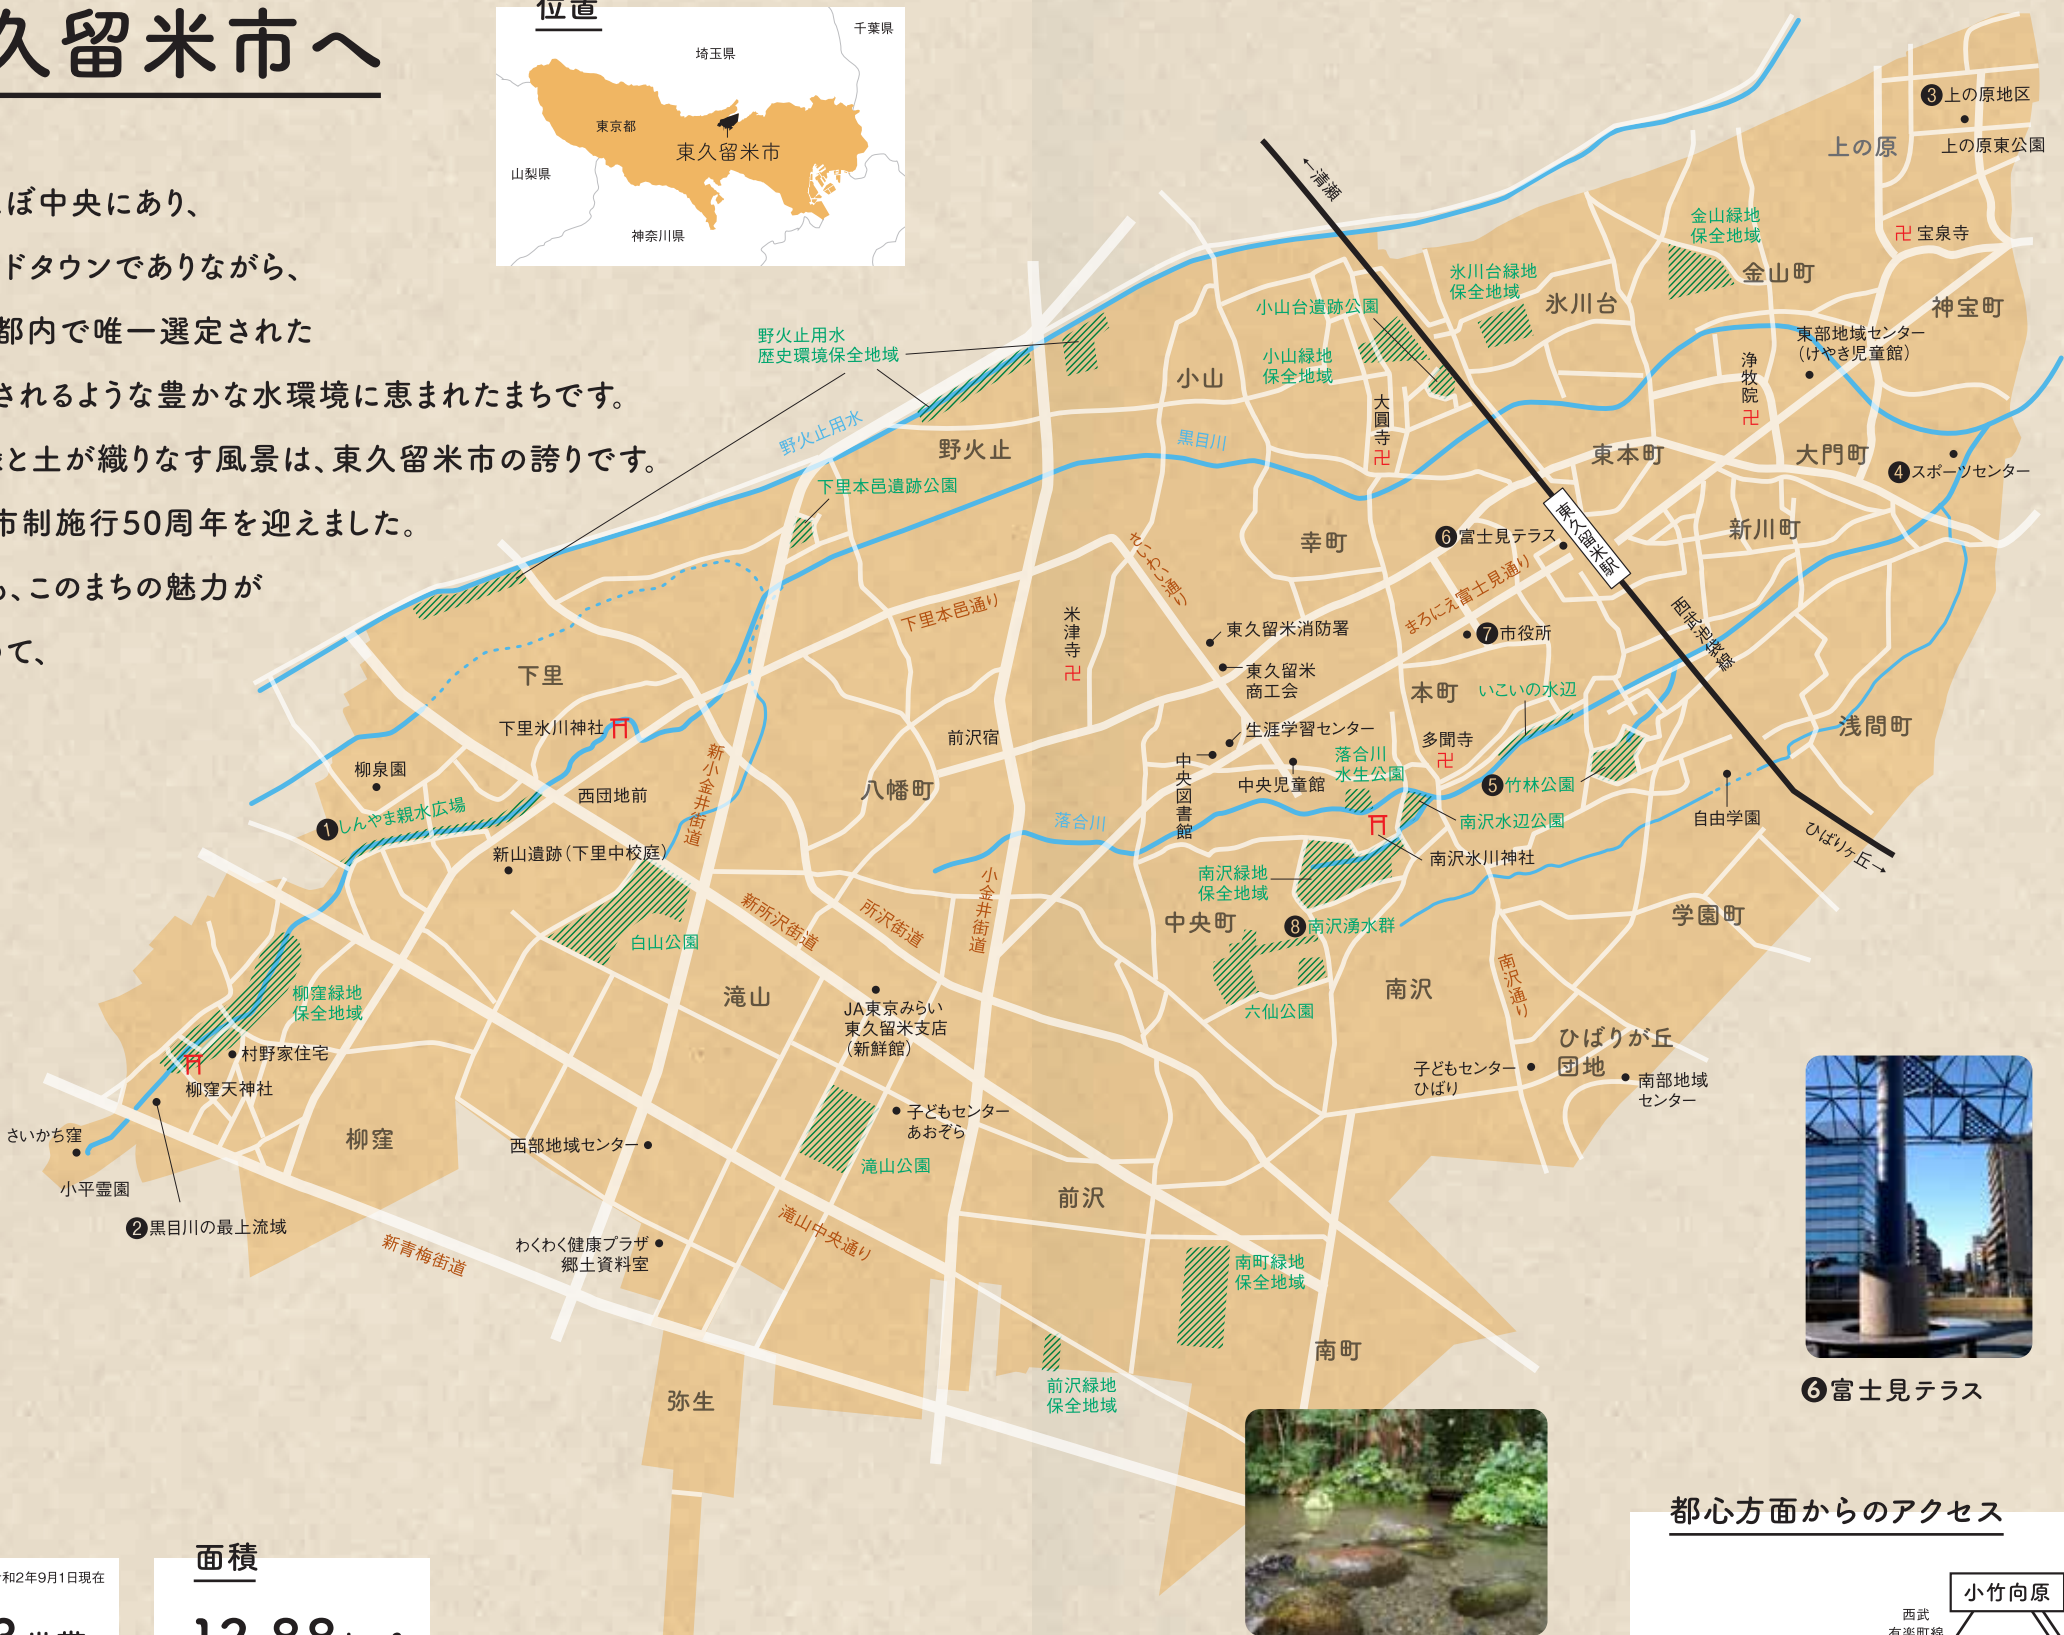 久留米市へ
ぼ中央にあり、
ドタウンでありながら、
都内で唯一選定された
されるような豊かな水環境に恵まれたまちです。
と土が織りなす風景は、東久留米市の誇りです。
市制施行50周年を迎えました。
、このまちの魅力が
て、
位置
千葉県
埼玉県
東京都
東久留米市
山梨県
神奈川県
←清瀬
❸上の原地区
上の原
上の原東公園
金山緑地
保全地域
卍宝泉寺
金山町
氷川台緑地
保全地域
氷川台
神宝町
小山台遺跡公園
東部地域センター
(けやき児童館)
野火止用水
歴史環境保全地域
小山緑地
保全地域
小山
浄牧院
卍
大圓寺
卍
野火止用水
野火止
黒目川
東本町
大門町
❹スポーツセンター
下里本邑遺跡公園
東久留米駅
新川町
幸町
❻富士見テラス
さいわい通り
まろにえ富士見通り
下里本邑通り
米津寺
卍
東久留米消防署
❼市役所
西武池袋線
東久留米
商工会
本町
いこいの水辺
下里
下里氷川神社
前沢宿
生涯学習センター
多聞寺
卍
浅間町
新小金井街道
中央図書館
落合川
水生公園
中央児童館
柳泉園
西団地前
八幡町
❺竹林公園
❶しんやま親水広場
落合川
南沢水辺公園
自由学園
ひばりヶ丘→
新山遺跡(下里中校庭)
南沢氷川神社
小金井街道
南沢緑地
保全地域
新所沢街道
所沢街道
中央町
❽南沢湧水群
学園町
白山公園
南沢通り
柳窪緑地
保全地域
滝山
JA東京みらい
東久留米支店
(新鮮館)
南沢
六仙公園
ひばりが丘
団地
村野家住宅
柳窪天神社
子どもセンター
ひばり
南部地域
センター
さいかち窪
柳窪
西部地域センター
子どもセンター
あおぞら
滝山公園
小平霊園
前沢
❷黒目川の最上流域
新青梅街道
わくわく健康プラザ
郷土資料室
滝山中央通り
南町緑地
保全地域
南町
前沢緑地
保全地域
弥生
❻富士見テラス
都心方面からのアクセス
小竹向原
西武
有楽町線
和2年9月1日現在
面積
12.88